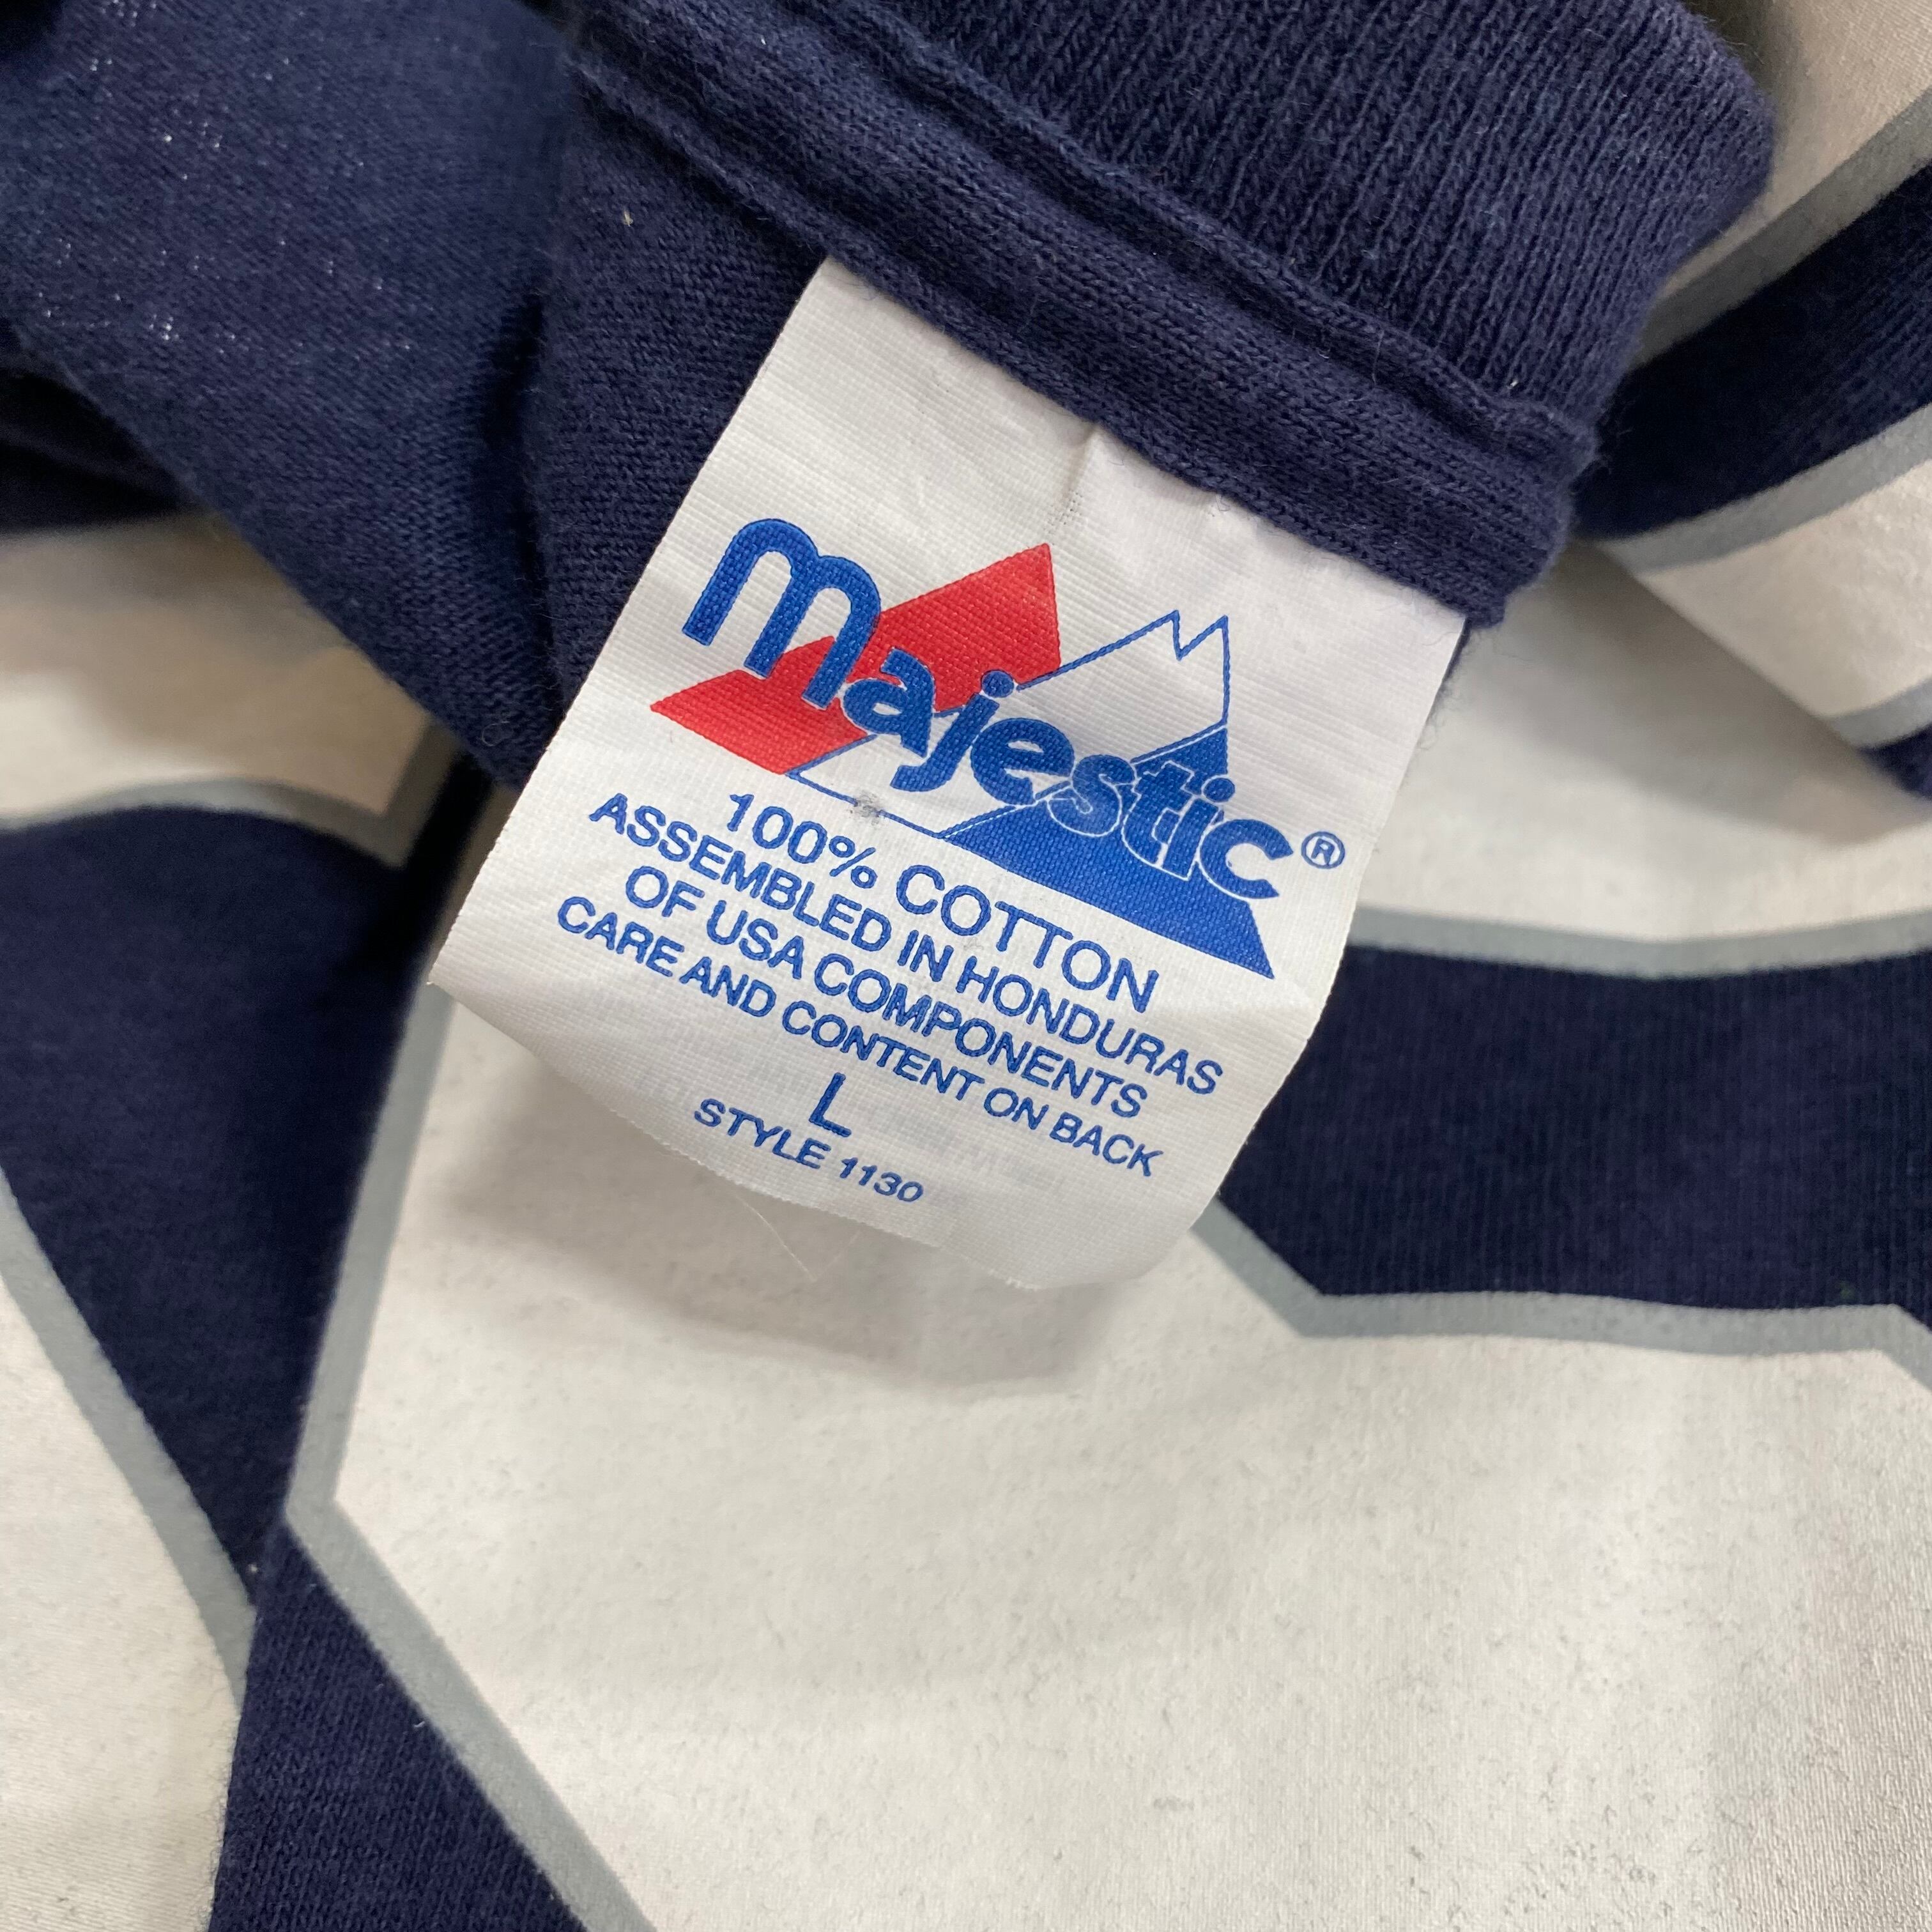 majestic®
100% COTTON
ASSEMBLED IN HONDURAS
OF USA COMPONENTS
CARE AND CONTENT ON BACK
L
STYLE 1130